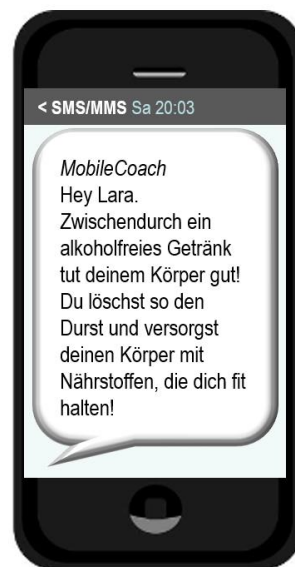 < SMS/MMS Sa 20:03
MobileCoach
Hey Lara.
Zwischendurch ein
alkoholfreies Getränk
tut deinem Körper gut!
Du löschst so den
Durst und versorgst
deinen Körper mit
Nährstoffen, die dich fit
halten!